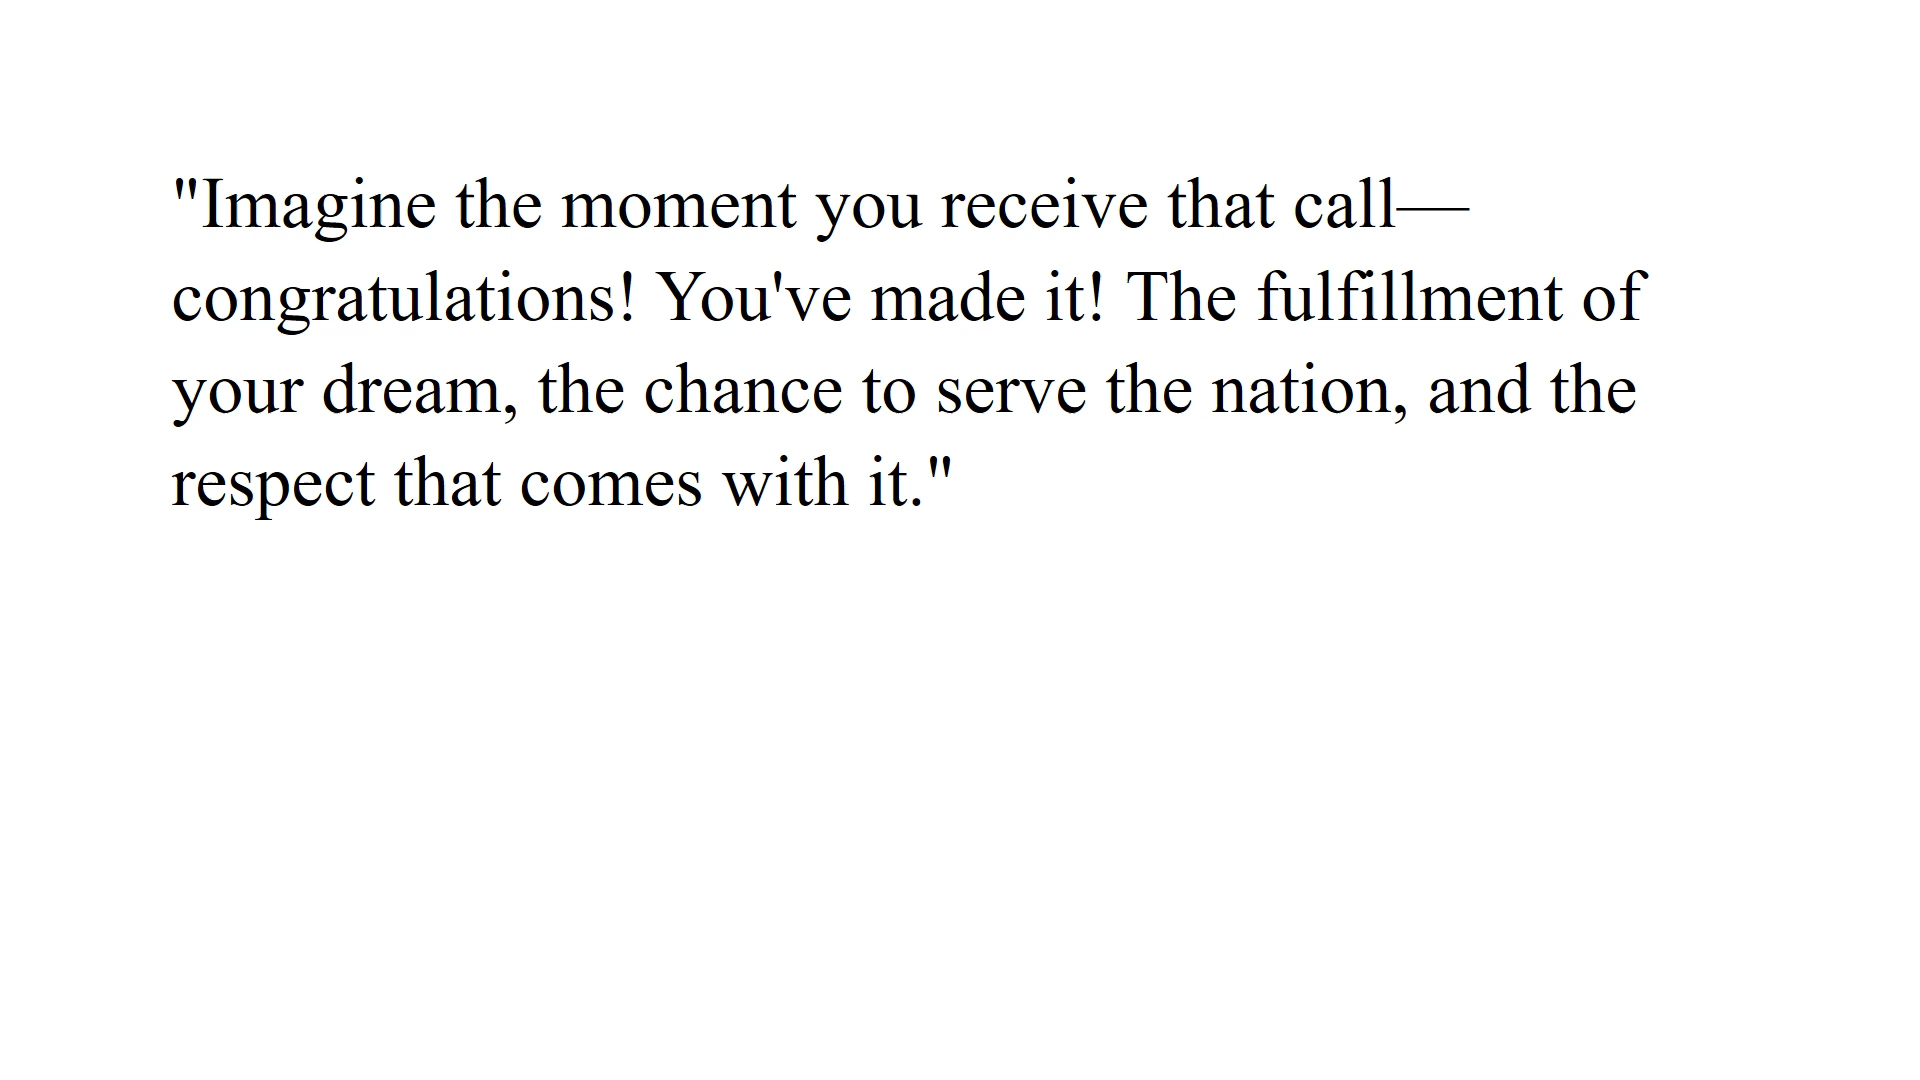 "Imagine the moment you receive that call—
congratulations! You've made it! The fulfillment of
your dream, the chance to serve the nation, and the
respect that comes with it."